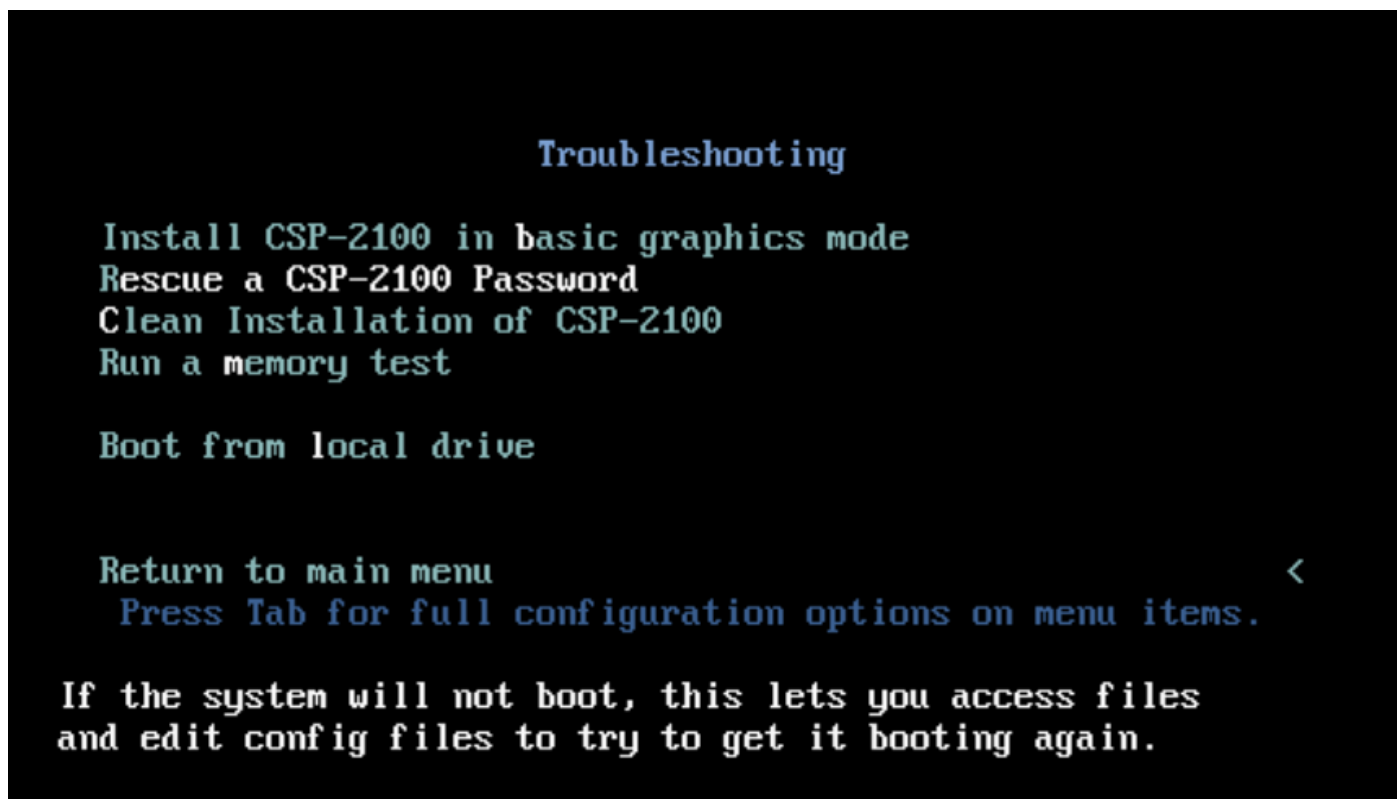 Troubleshooting
Install CSP-2100 in basic graphics mode
Rescue a CSP-2100 Password
Clean Installation of CSP-2100
Run a memory test
Boot from local drive
Return to main menu <
Press Tab for full configuration options on menu items.
If the system will not boot, this lets you access files
and edit config files to try to get it booting again.